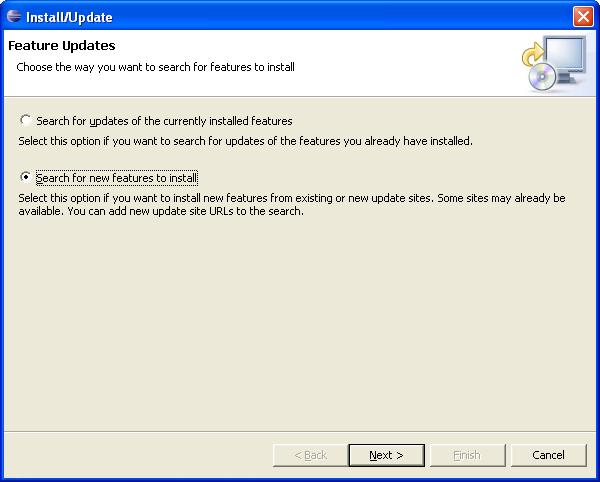 Install/Update
Feature Updates
Choose the way you want to search for features to install
Search for updates of the currently installed features
Select this option if you want to search for updates of the features you already have installed.
Search for new features to install
Select this option if you want to install new features from existing or new update sites. Some sites may already be
available. You can add new update site URLs to the search.
< Back
Next >
Finish
Cancel